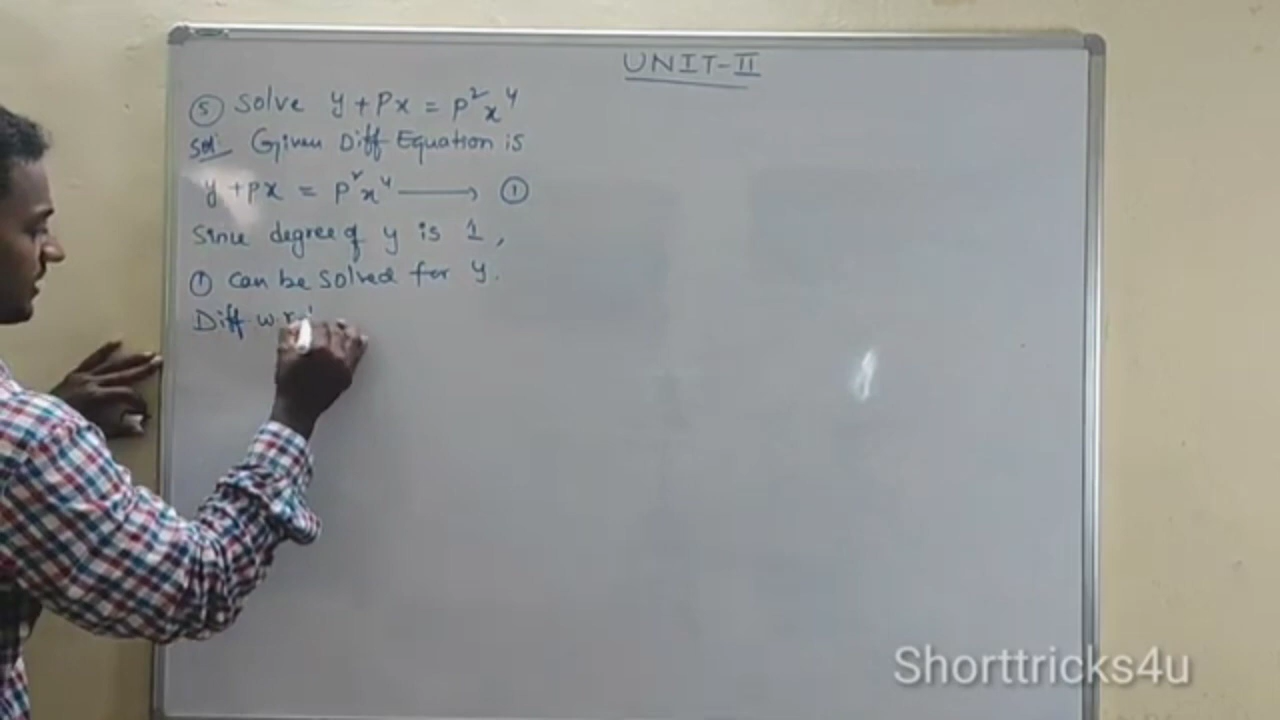 UNIT-II
⑤ Solve y + Px = P²x⁴
Sol: Given Diff Equation is
y + px = p²x⁴ ⟶ ①
Since degree of y is 1,
① can be solved for y.
Diff w.r.t
Shorttricks4u